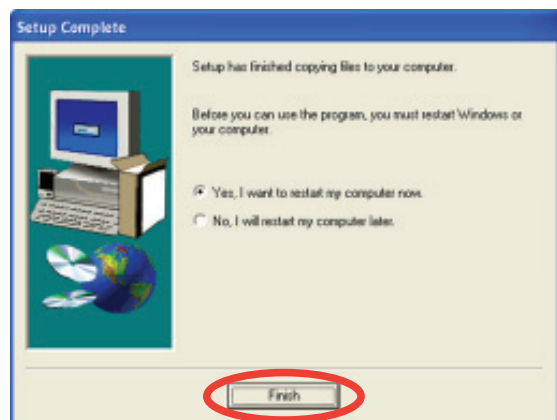 Setup Complete
Setup has finished copying files to your computer.
Before you can use the program, you must restart Windows or
your computer.
Yes, I want to restart my computer now.
No, I will restart my computer later.
Finish